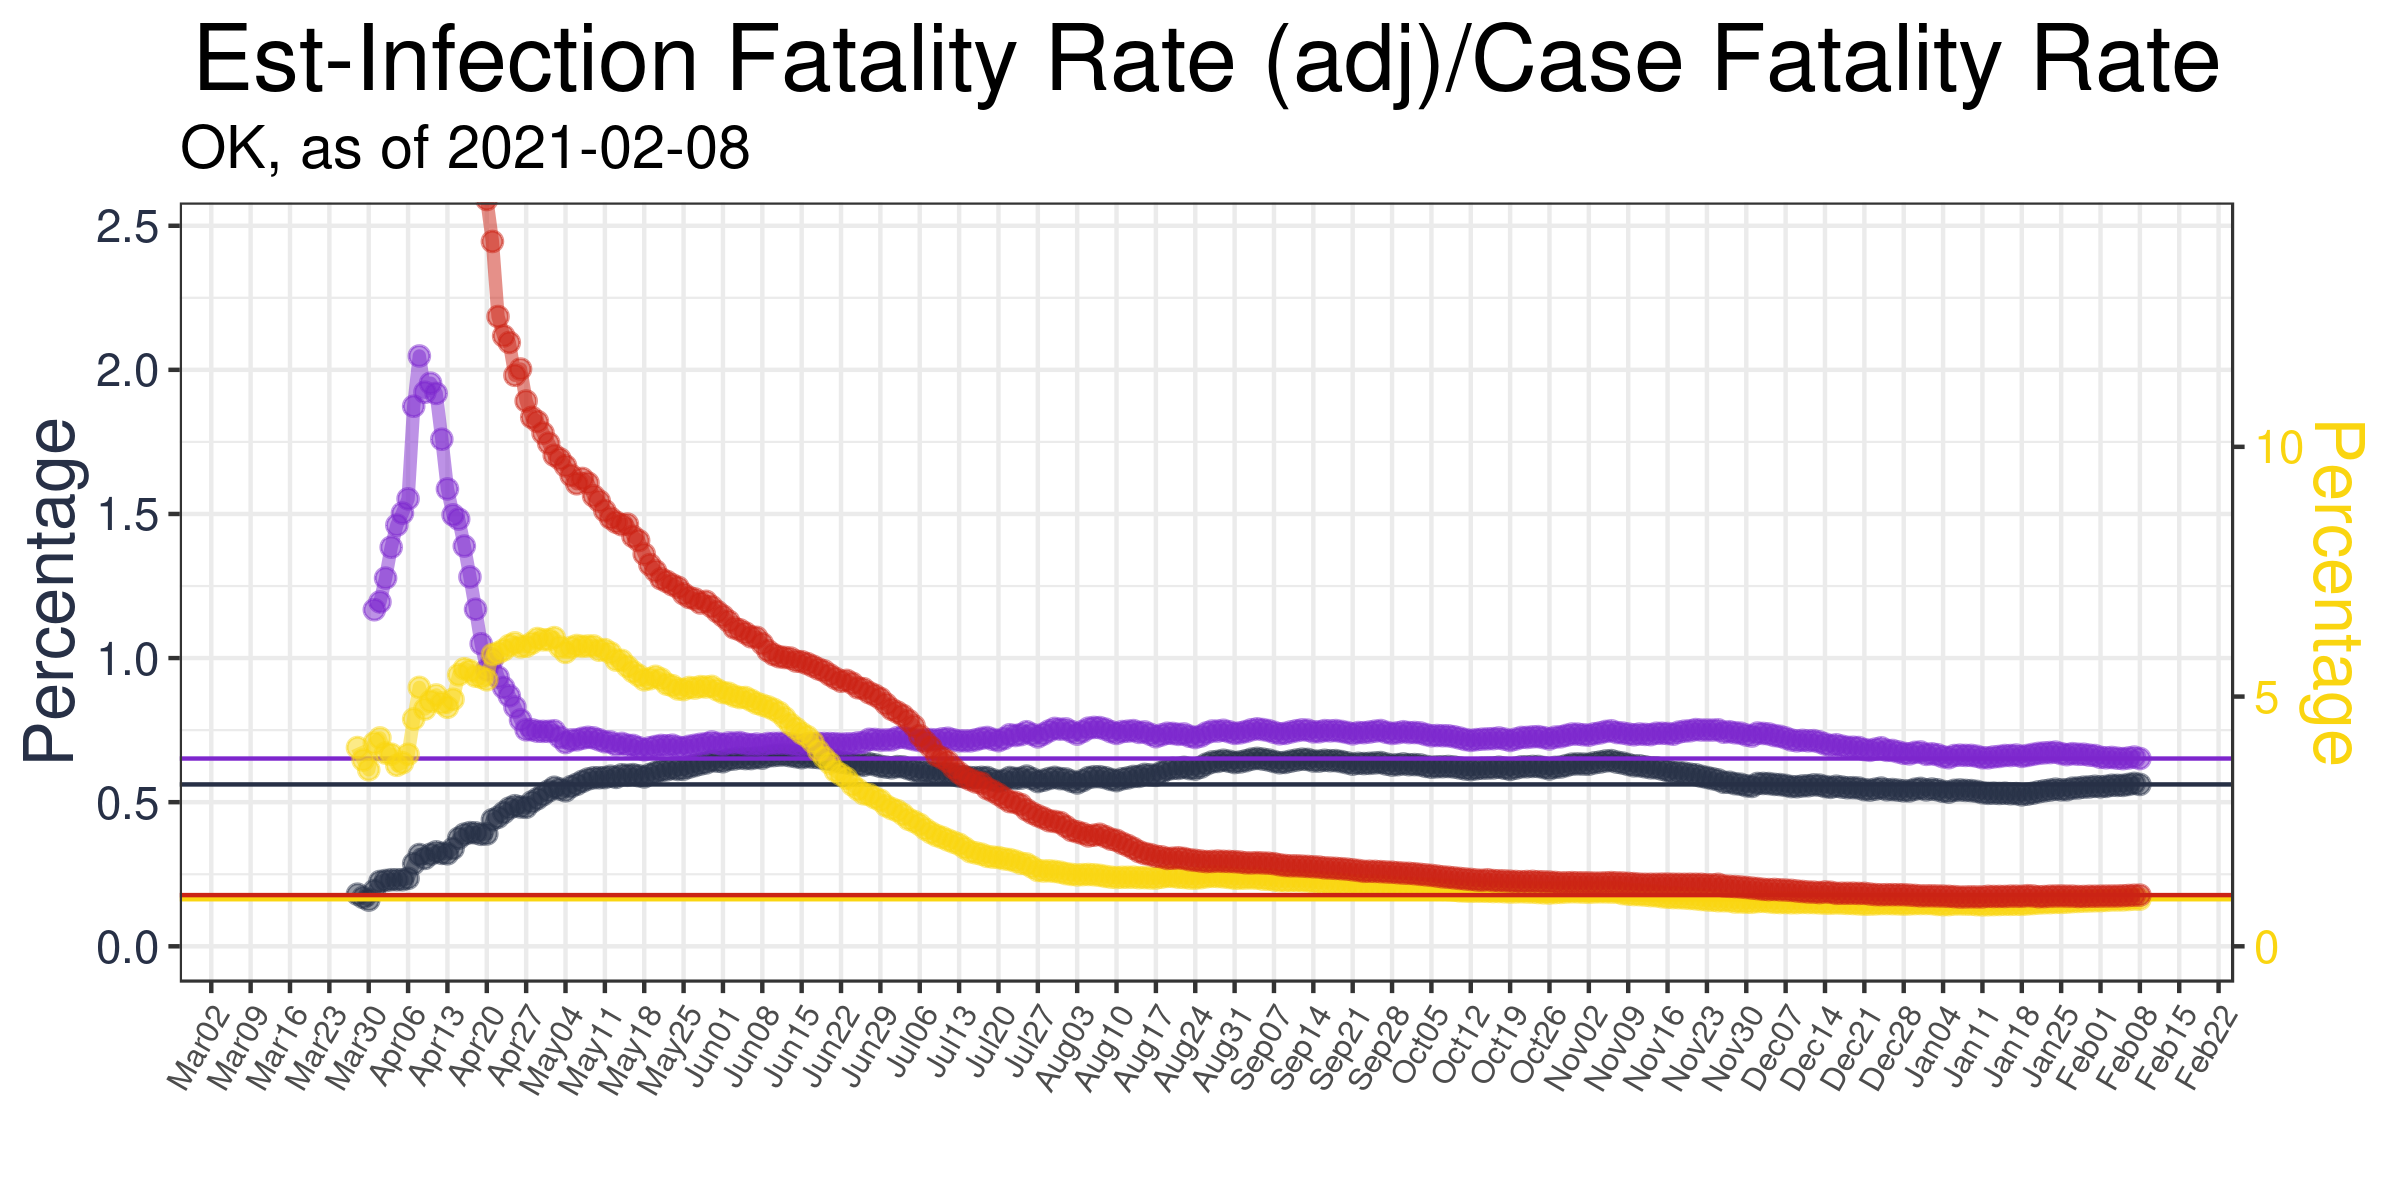 Est-Infection Fatality Rate (adj)/Case Fatality Rate
OK, as of 2021-02-08
Percentage
2.5
2.0
1.5
1.0
0.5
0.0
10
5
0
Percentage
Mar02
Mar09
Mar16
Mar23
Mar30
Apr06
Apr13
Apr20
Apr27
May04
May11
May18
May25
Jun01
Jun08
Jun15
Jun22
Jun29
Jul06
Jul13
Jul20
Jul27
Aug03
Aug10
Aug17
Aug24
Aug31
Sep07
Sep14
Sep21
Sep28
Oct05
Oct12
Oct19
Oct26
Nov02
Nov09
Nov16
Nov23
Nov30
Dec07
Dec14
Dec21
Dec28
Jan04
Jan11
Jan18
Jan25
Feb01
Feb08
Feb15
Feb22